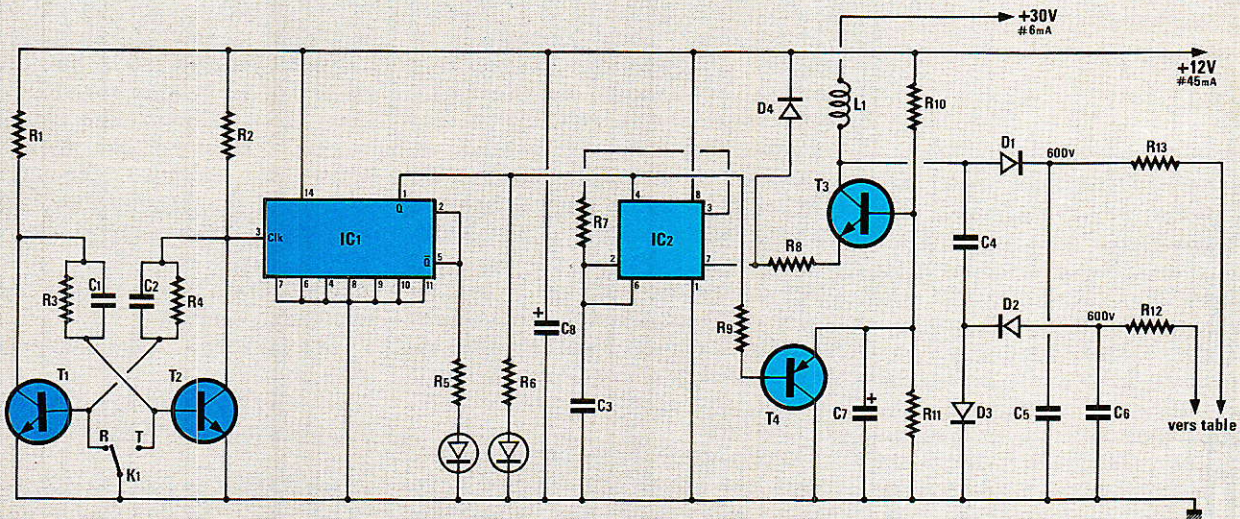 +30V
#6mA
+12V
#45mA
R1
R2
D4
L1
R10
D1
600v
R13
14
1
Q
2
3
Clk
IC1
Q̅
5
7
6
4
8
9
10
11
R7
4
8
3
IC2
2
7
6
1
T3
R8
C4
R3
C1
C2
R4
C8
+
R9
D2
600v
R12
T1
T2
R5
R6
C3
T4
C7
+
R11
D3
C5
C6
vers table
R
T
K1